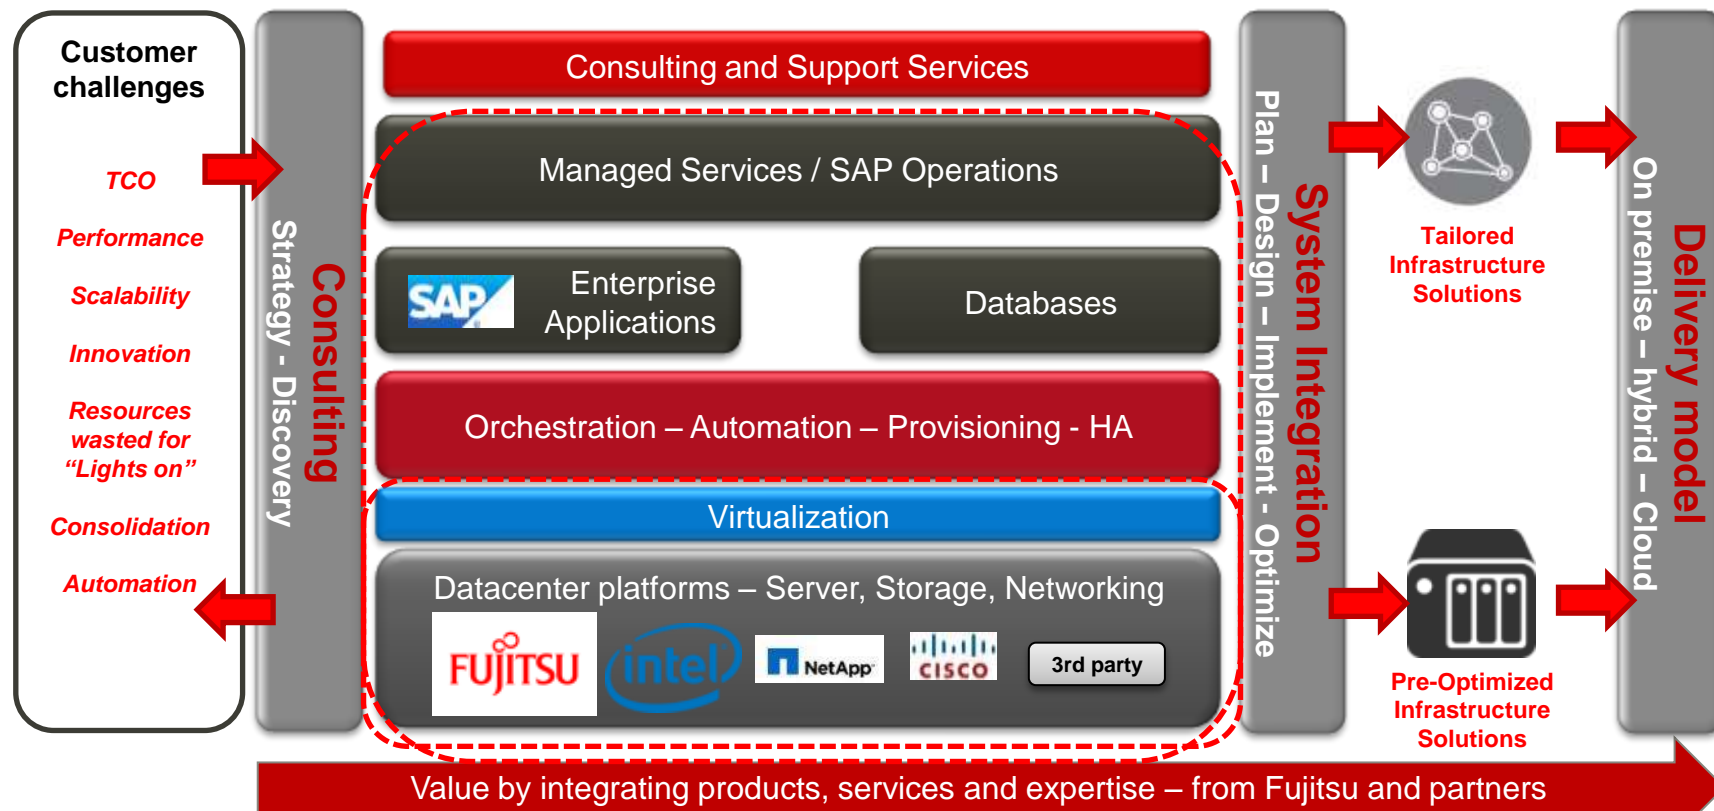 Customer
challenges
TCO
Performance
Scalability
Innovation
Resources
wasted for
“Lights on”
Consolidation
Automation
Consulting
Strategy - Discovery
Consulting and Support Services
Managed Services / SAP Operations
SAP
Enterprise
Applications
Databases
Orchestration – Automation – Provisioning - HA
Virtualization
Datacenter platforms – Server, Storage, Networking
FUJITSU
intel
NetApp
CISCO
3rd party
System Integration
Plan – Design – Implement - Optimize
Tailored
Infrastructure
Solutions
Pre-Optimized
Infrastructure
Solutions
Delivery model
On premise – hybrid – Cloud
Value by integrating products, services and expertise – from Fujitsu and partners